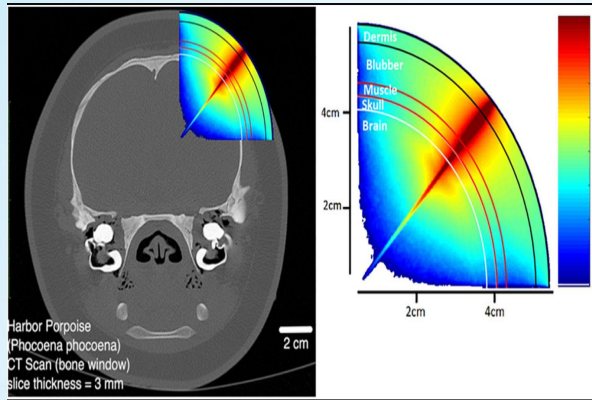 Harbor Porpoise
(Phocoena phocoena)
CT Scan (bone window)
slice thickness = 3 mm
2 cm
Dermis
Blubber
Muscle
Skull
Brain
4cm
2cm
2cm
4cm